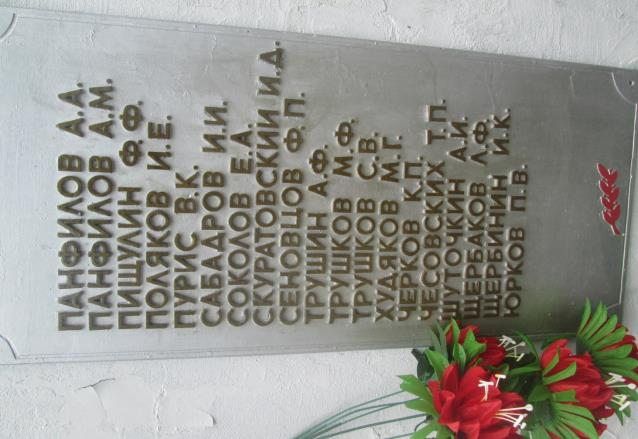 ПАНФИЛОВ А.А.
ПАНФИЛОВ А.М.
ПИЩУЛИН Ф.Ф.
ПОЛЯКОВ И.Е.
ПУРИС В.К.
САБАДРОВ И.И.
СОКОЛОВ Е.А.
СКУРАТОВСКИЙ И.Д.
СЕНОВЦОВ Ф.П.
ТРУШИН А.Ф.
ТРУШКОВ М.Ф.
ТРУШКОВ С.В.
ХУДЯКОВ М.Г.
ЧЕРКОВ К.П.
ЧЕСОВСКИХ Т.П.
ШУТОЧКИН А.И.
ЩЕРБАКОВ Л.Ф.
ЩЕРБИНИН И.К.
ЮРКОВ П.В.